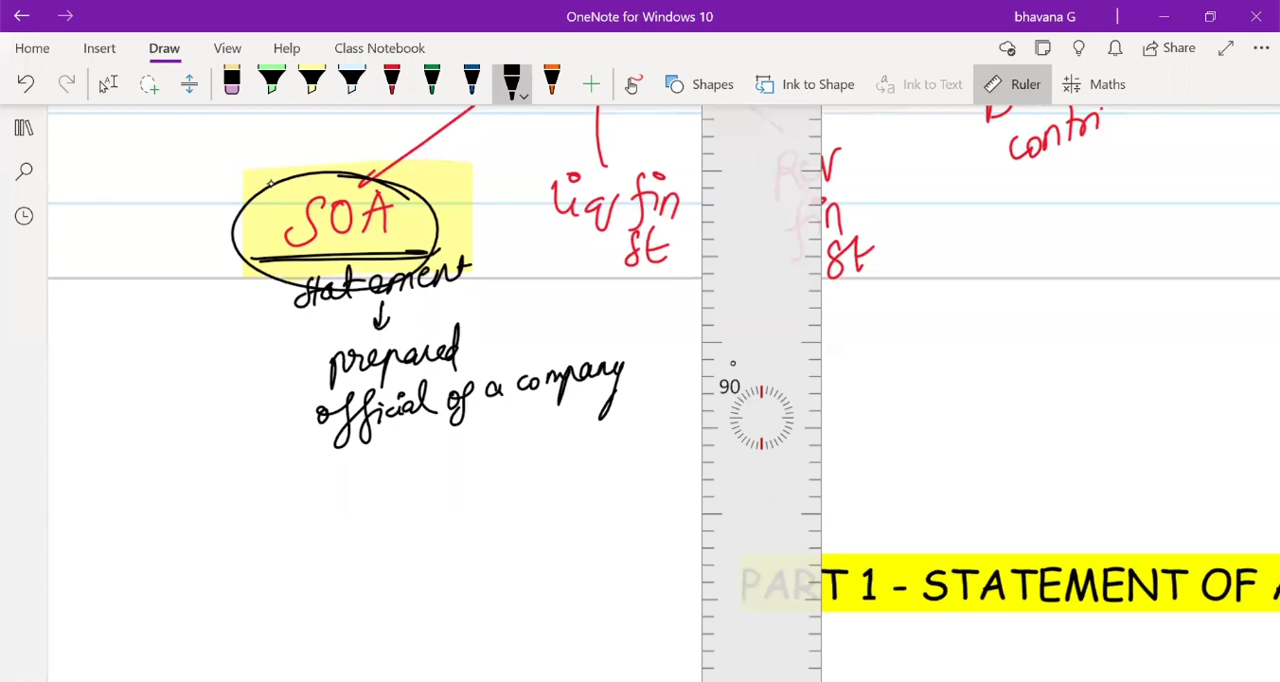 OneNote for Windows 10
bhavana G
Home Insert Draw View Help Class Notebook
Share
Shapes
Ink to Shape
Ink to Text
Ruler
Maths
contri
SOA
liq fin
st
st
statement
prepared
official of a company
90°
PART 1 - STATEMENT OF